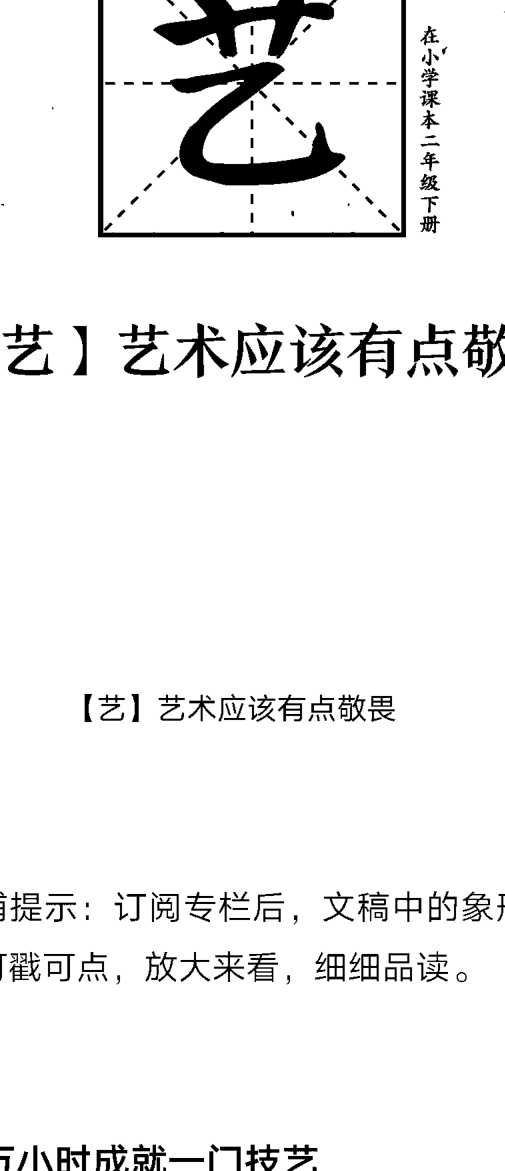 艺
在小学课本二年级下册
艺】艺术应该有点敬
【艺】艺术应该有点敬畏
提示：订阅专栏后，文稿中的象形
可戳可点，放大来看，细细品读。
万小时成就一门技艺